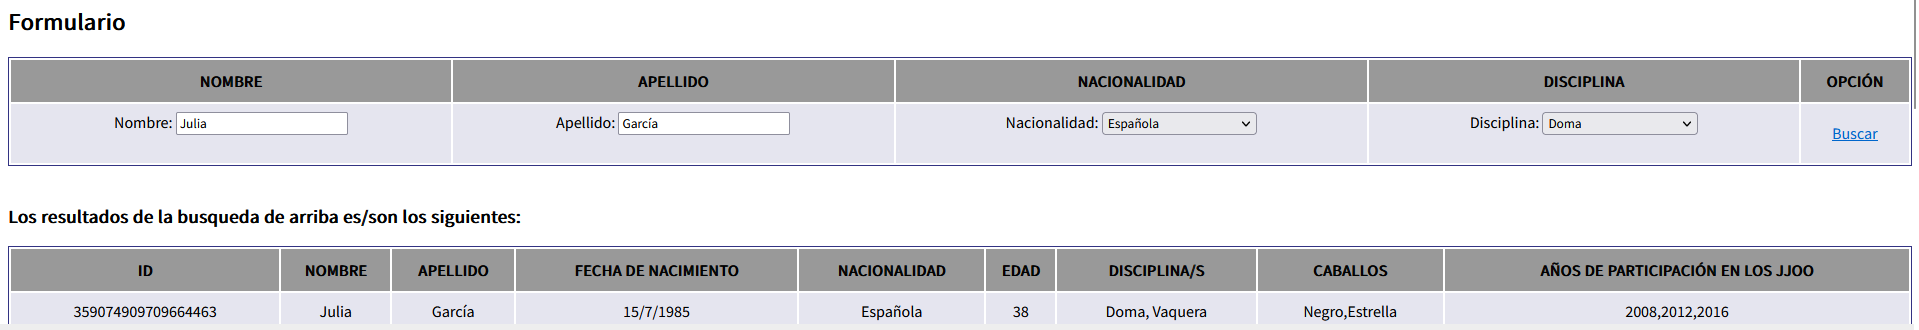 Formulario
NOMBRE APELLIDO NACIONALIDAD DISCIPLINA OPCIÓN
Nombre: Julia Apellido: García Nacionalidad: Española Disciplina: Doma Buscar
Los resultados de la busqueda de arriba es/son los siguientes:
ID NOMBRE APELLIDO FECHA DE NACIMIENTO NACIONALIDAD EDAD DISCIPLINA/S CABALLOS AÑOS DE PARTICIPACIÓN EN LOS JJOO
359074909709664463 Julia García 15/7/1985 Española 38 Doma, Vaquera Negro,Estrella 2008,2012,2016